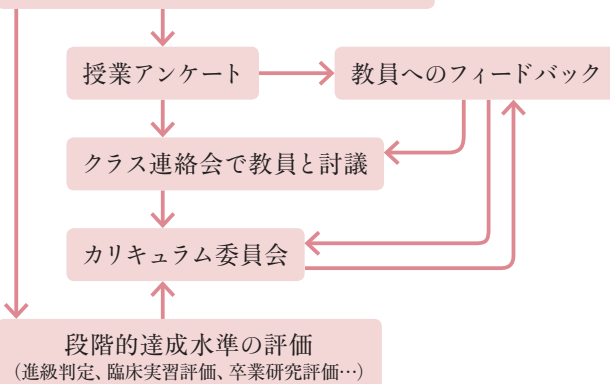 授業アンケート
教員へのフィードバック
クラス連絡会で教員と討議
カリキュラム委員会
段階的達成水準の評価
（進級判定、臨床実習評価、卒業研究評価…）